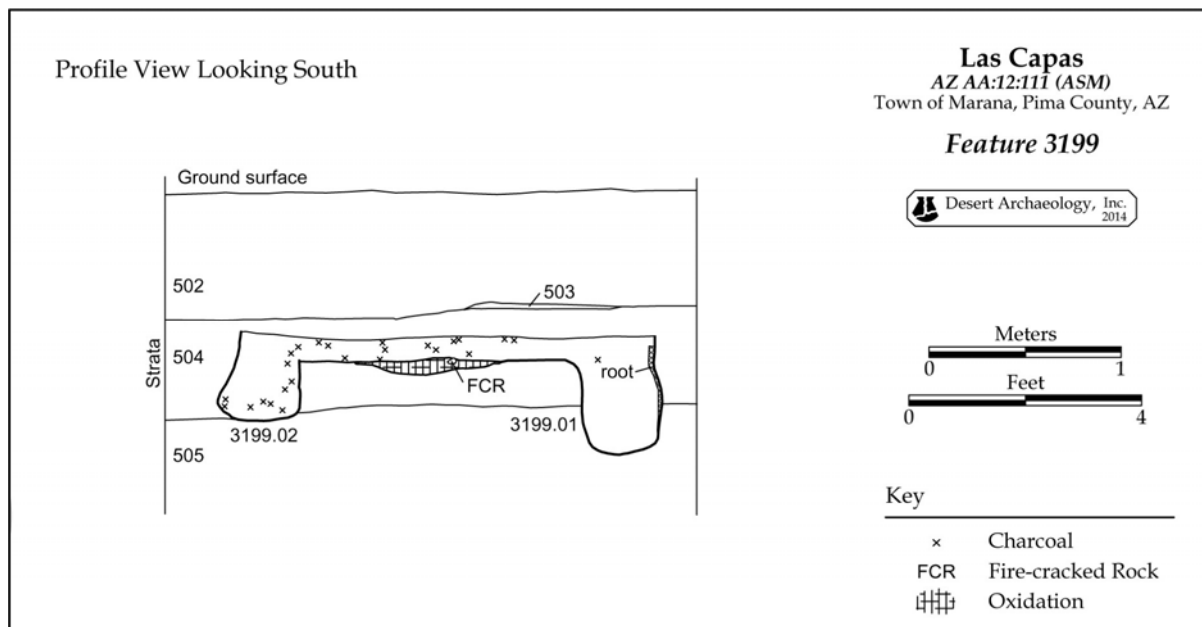 Profile View Looking South
Las Capas
AZ AA:12:111 (ASM)
Town of Marana, Pima County, AZ
Feature 3199
Desert Archaeology, Inc.
2014
Ground surface
502
503
Strata
504
root
FCR
3199.02
3199.01
505
Meters
0 1
Feet
0 4
Key
x Charcoal
FCR Fire-cracked Rock
Oxidation